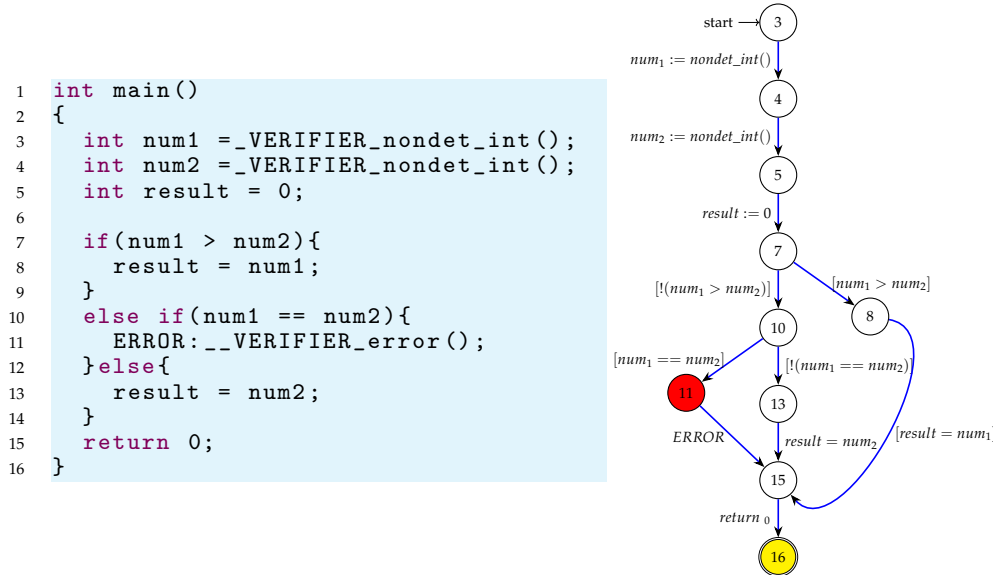 1 int main()
2 {
3 int num1 =_VERIFIER_nondet_int();
4 int num2 =_VERIFIER_nondet_int();
5 int result = 0;
6
7 if(num1 > num2){
8 result = num1;
9 }
10 else if(num1 == num2){
11 ERROR:__VERIFIER_error();
12 }else{
13 result = num2;
14 }
15 return 0;
16 }
start
3
num₁ := nondet_int()
4
num₂ := nondet_int()
5
result := 0
7
[!(num₁ > num₂)]
[num₁ > num₂]
10
8
[num₁ == num₂]
[!(num₁ == num₂)]
11
13
ERROR
result = num₂
[result = num₁]
15
return ₀
16